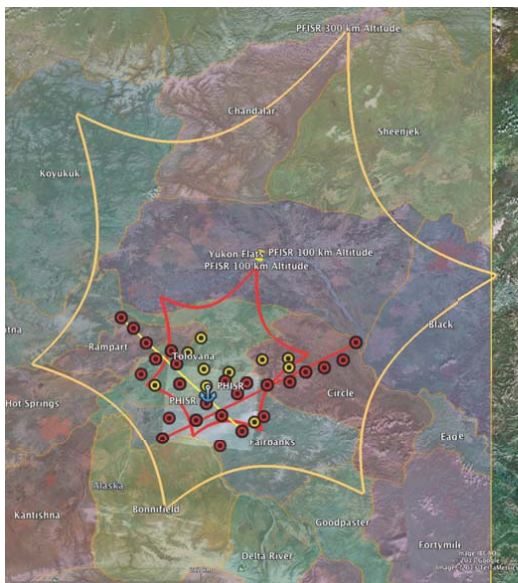 PFISR 300 km Altitude
Chandalar
Sheenjek
Koyukuk
Yukon Flats
PFISR 100 km Altitude
PFISR 100 km Altitude
Black
Rampart
Tolovana
PHISR
PHISR
Circle
Hot Springs
Eagle
Fairbanks
Alaska
Kantishna
Bonnifield
Goodpaster
Fortymile
Delta River